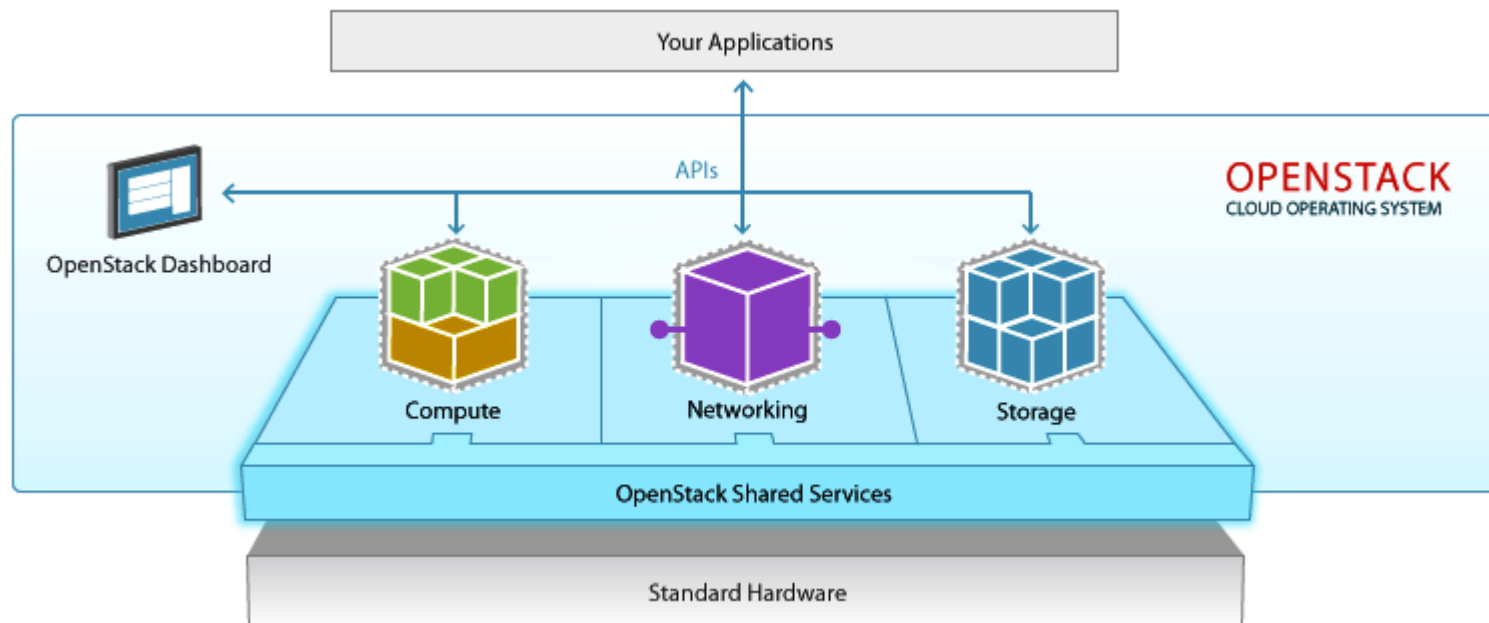 Your Applications
APIs
OPENSTACK
CLOUD OPERATING SYSTEM
OpenStack Dashboard
Compute
Networking
Storage
OpenStack Shared Services
Standard Hardware